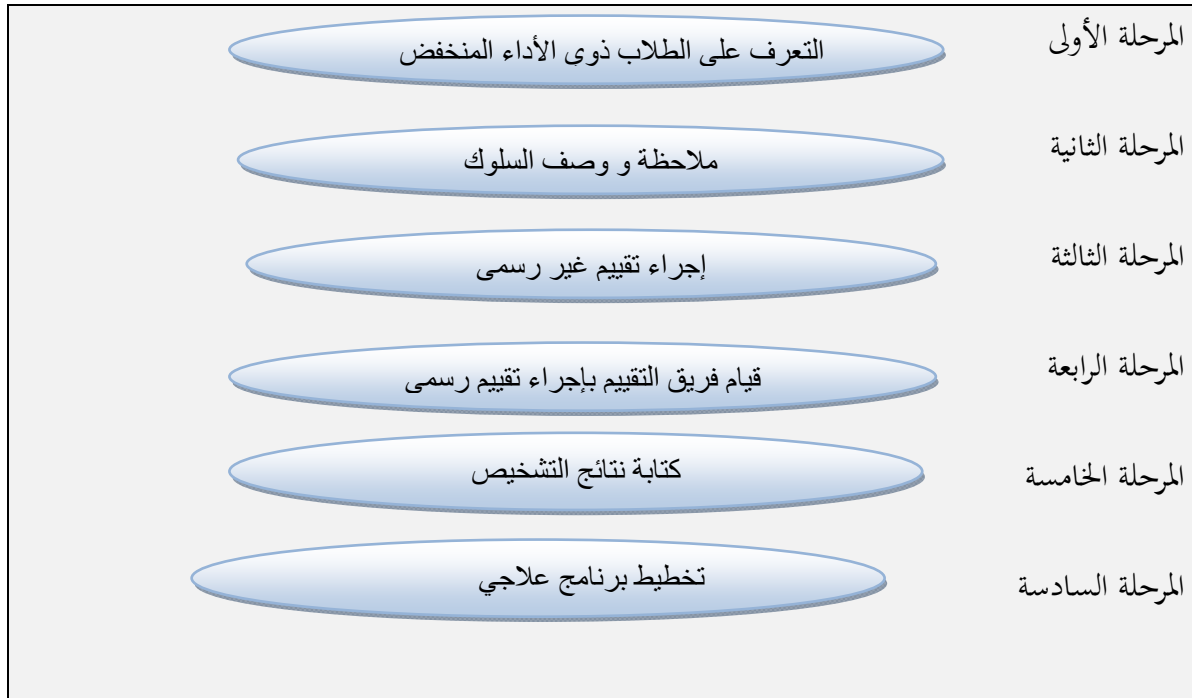 المرحلة الأولى
التعرف على الطلاب ذوى الأداء المنخفض
المرحلة الثانية
ملاحظة و وصف السلوك
المرحلة الثالثة
إجراء تقييم غير رسمى
المرحلة الرابعة
قيام فريق التقييم بإجراء تقييم رسمى
المرحلة الخامسة
كتابة نتائج التشخيص
المرحلة السادسة
تخطيط برنامج علاجي